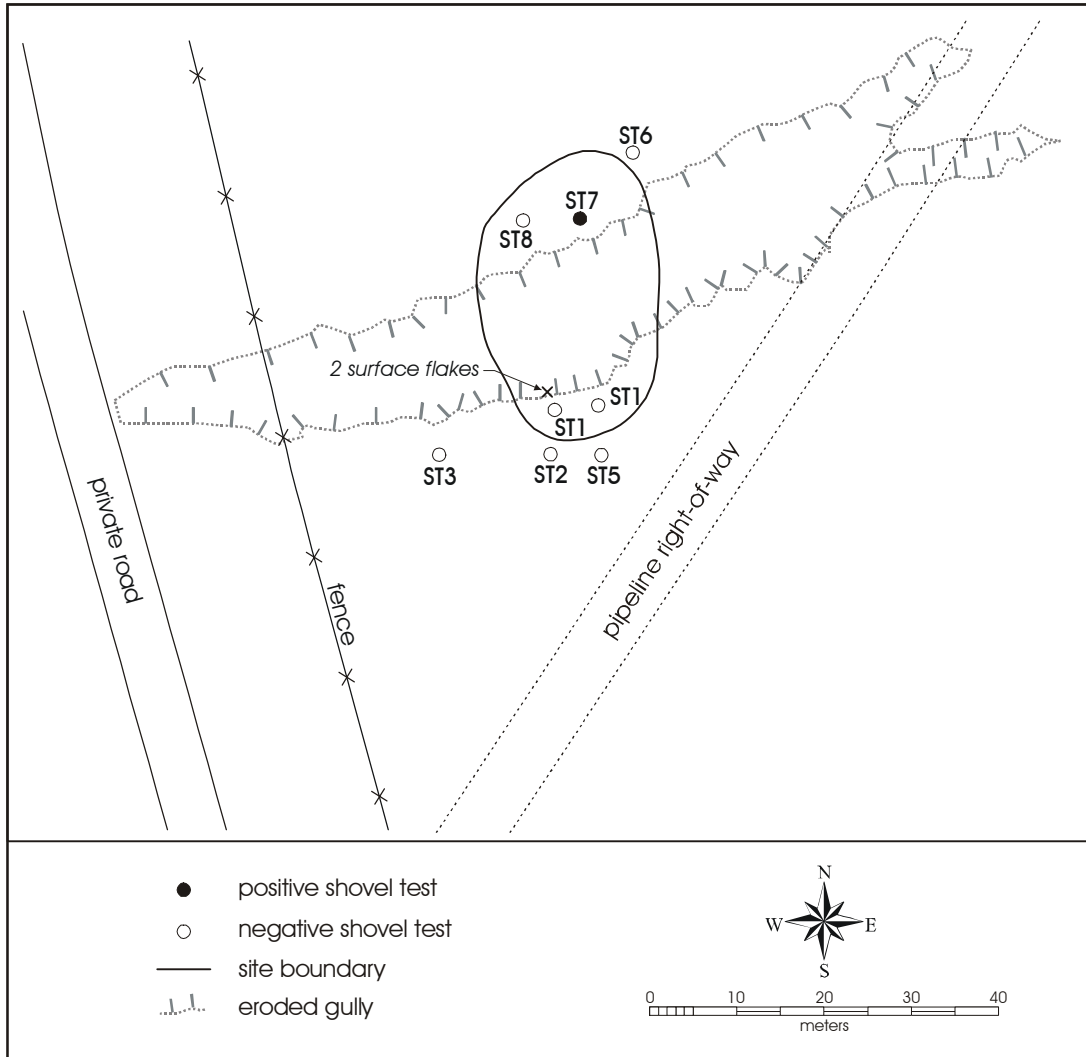 ST6
ST7
ST8
2 surface flakes
ST1
ST1
ST3
ST2
ST5
private road
fence
pipeline right-of-way
positive shovel test
negative shovel test
site boundary
eroded gully
N
W
E
S
0 10 20 30 40
meters